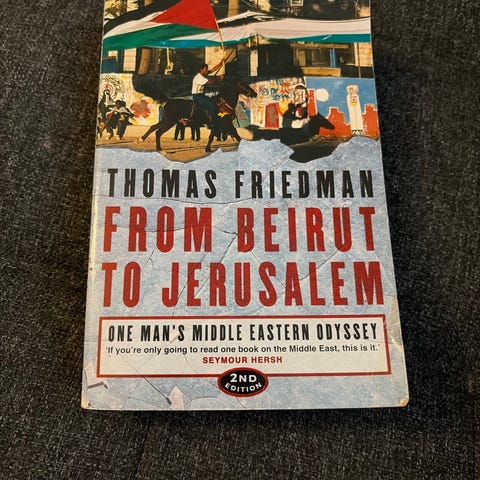 THOMAS FRIEDMAN
FROM BEIRUT
TO JERUSALEM
ONE MAN'S MIDDLE EASTERN ODYSSEY
'If you're only going to read one book on the Middle East, this is it.'
SEYMOUR HERSH
2ND
EDITION